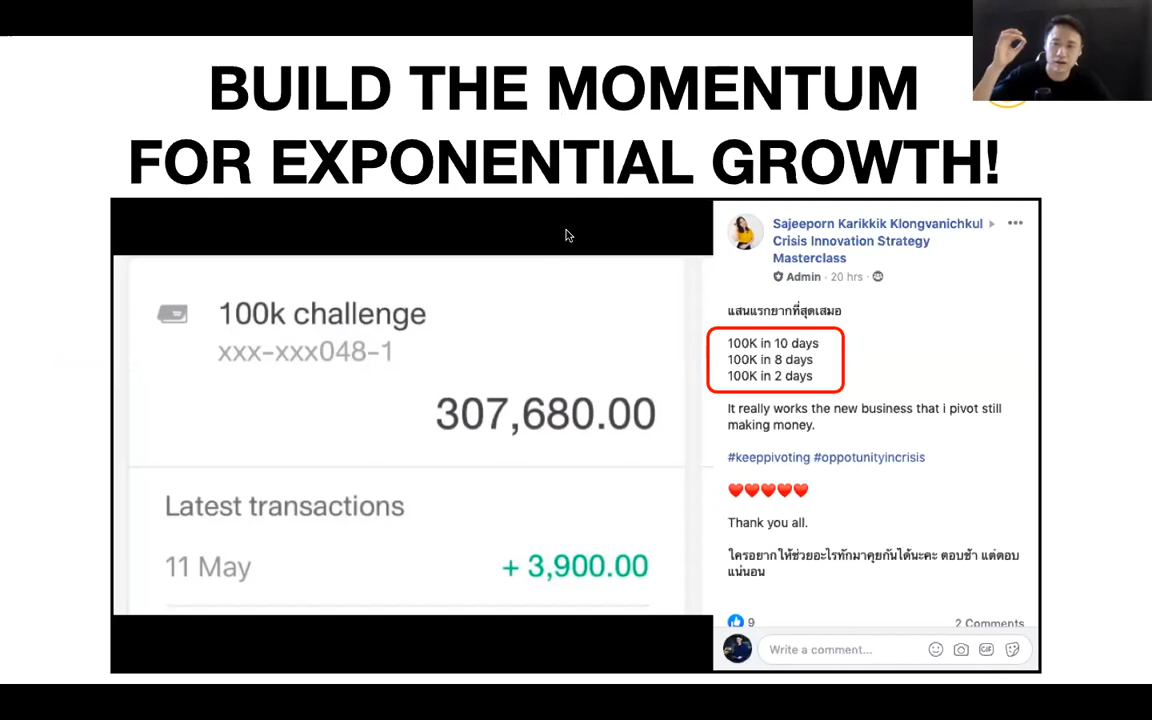 BUILD THE MOMENTUM
FOR EXPONENTIAL GROWTH!
100k challenge
xxx-xxx048-1
307,680.00
Latest transactions
11 May
+ 3,900.00
Sajeeporn Karikkik Klongvanichkul
Crisis Innovation Strategy
Masterclass
Admin · 20 hrs ·
แสนแรกยากที่สุดเสมอ
100K in 10 days
100K in 8 days
100K in 2 days
It really works the new business that i pivot still
making money.
#keeppivoting #oppotunityincrisis
Thank you all.
ใครอยากให้ช่วยอะไรทักมาคุยกันได้นะคะ ตอบช้า แต่ตอบ
แน่นอน
9
2 Comments
Write a comment...
GIF